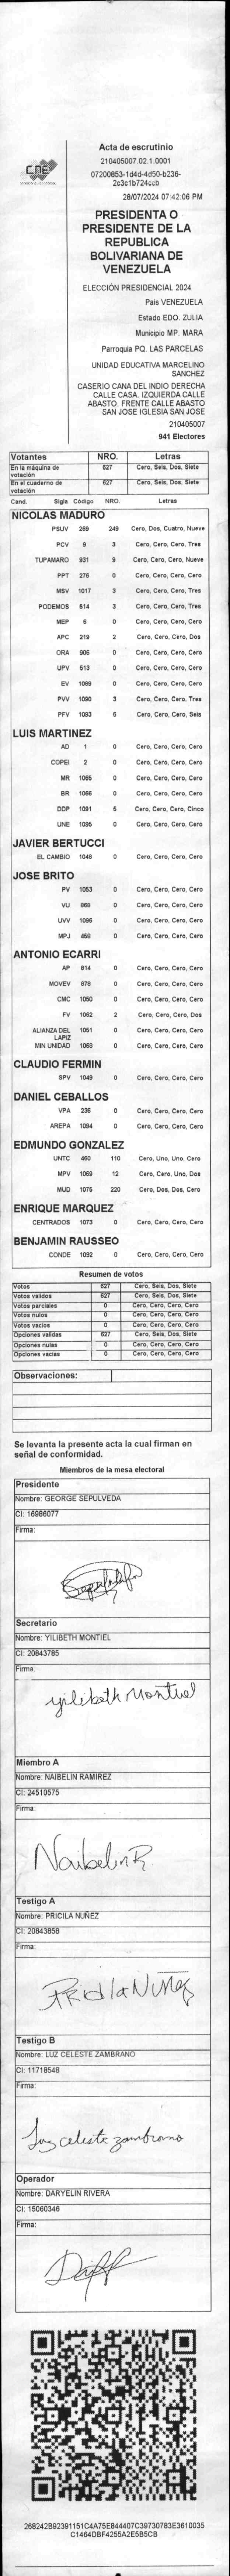 CNE
Acta de escrutinio
210405007.02.1.0001
07200853-1d4d-4d50-b236-
2c3c1b724ccb
28/07/2024 07:42:06 PM
PRESIDENTA O
PRESIDENTE DE LA
REPUBLICA
BOLIVARIANA DE
VENEZUELA
ELECCIÓN PRESIDENCIAL 2024
País VENEZUELA
Estado EDO. ZULIA
Municipio MP. MARA
Parroquia PQ. LAS PARCELAS
UNIDAD EDUCATIVA MARCELINO
SANCHEZ
CASERIO CANA DEL INDIO DERECHA
CALLE CASA. IZQUIERDA CALLE
ABASTO. FRENTE CALLE ABASTO
SAN JOSE IGLESIA SAN JOSE
210405007
941 Electores
Votantes NRO. Letras
En la máquina de votación 627 Cero, Seis, Dos, Siete
En el cuaderno de votación 627 Cero, Seis, Dos, Siete
Cand. Sigla Código NRO. Letras
NICOLAS MADURO
PSUV 269 249 Cero, Dos, Cuatro, Nueve
PCV 9 3 Cero, Cero, Cero, Tres
TUPAMARO 931 9 Cero, Cero, Cero, Nueve
PPT 276 0 Cero, Cero, Cero, Cero
MSV 1017 3 Cero, Cero, Cero, Tres
PODEMOS 514 3 Cero, Cero, Cero, Tres
MEP 6 0 Cero, Cero, Cero, Cero
APC 219 2 Cero, Cero, Cero, Dos
ORA 906 0 Cero, Cero, Cero, Cero
UPV 513 0 Cero, Cero, Cero, Cero
EV 1089 0 Cero, Cero, Cero, Cero
PVV 1090 3 Cero, Cero, Cero, Tres
PFV 1093 6 Cero, Cero, Cero, Seis
LUIS MARTINEZ
AD 1 0 Cero, Cero, Cero, Cero
COPEI 2 0 Cero, Cero, Cero, Cero
MR 1065 0 Cero, Cero, Cero, Cero
BR 1066 0 Cero, Cero, Cero, Cero
DDP 1091 5 Cero, Cero, Cero, Cinco
UNE 1095 0 Cero, Cero, Cero, Cero
JAVIER BERTUCCI
EL CAMBIO 1048 0 Cero, Cero, Cero, Cero
JOSE BRITO
PV 1053 0 Cero, Cero, Cero, Cero
VU 868 0 Cero, Cero, Cero, Cero
UVV 1096 0 Cero, Cero, Cero, Cero
MPJ 458 0 Cero, Cero, Cero, Cero
ANTONIO ECARRI
AP 814 0 Cero, Cero, Cero, Cero
MOVEV 878 0 Cero, Cero, Cero, Cero
CMC 1050 0 Cero, Cero, Cero, Cero
FV 1062 2 Cero, Cero, Cero, Dos
ALIANZA DEL LAPIZ 1051 0 Cero, Cero, Cero, Cero
MIN UNIDAD 1068 0 Cero, Cero, Cero, Cero
CLAUDIO FERMIN
SPV 1049 0 Cero, Cero, Cero, Cero
DANIEL CEBALLOS
VPA 236 0 Cero, Cero, Cero, Cero
AREPA 1094 0 Cero, Cero, Cero, Cero
EDMUNDO GONZALEZ
UNTC 460 110 Cero, Uno, Uno, Cero
MPV 1069 12 Cero, Cero, Uno, Dos
MUD 1075 220 Cero, Dos, Dos, Cero
ENRIQUE MARQUEZ
CENTRADOS 1073 0 Cero, Cero, Cero, Cero
BENJAMIN RAUSSEO
CONDE 1092 0 Cero, Cero, Cero, Cero
Resumen de votos
Votos 627 Cero, Seis, Dos, Siete
Votos validos 627 Cero, Seis, Dos, Siete
Votos parciales 0 Cero, Cero, Cero, Cero
Votos nulos 0 Cero, Cero, Cero, Cero
Votos vacios 0 Cero, Cero, Cero, Cero
Opciones validas 627 Cero, Seis, Dos, Siete
Opciones nulas 0 Cero, Cero, Cero, Cero
Opciones vacias 0 Cero, Cero, Cero, Cero
Observaciones:
Se levanta la presente acta la cual firman en
señal de conformidad.
Miembros de la mesa electoral
Presidente
Nombre: GEORGE SEPULVEDA
CI: 16986077
Firma:
Secretario
Nombre: YILIBETH MONTIEL
CI: 20843785
Firma:
yilibeth Montiel
Miembro A
Nombre: NAIBELIN RAMIREZ
CI: 24510575
Firma:
Naibelin R
Testigo A
Nombre: PRICILA NUÑEZ
CI: 20843858
Firma:
Pricila Nuñez
Testigo B
Nombre: LUZ CELESTE ZAMBRANO
CI: 11718548
Firma:
Luz celeste zambrano
Operador
Nombre: DARYELIN RIVERA
CI: 15060346
Firma:
268242B92391151C4A75E844407C39730783E3610035
C1464DBF4255A2E5B5CB